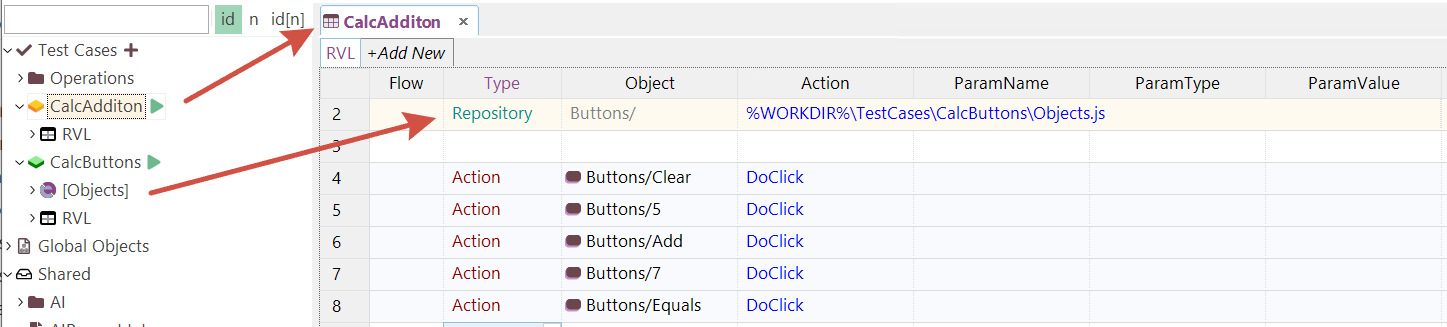 id n id[n]
Test Cases
Operations
CalcAdditon
RVL
CalcButtons
[Objects]
RVL
Global Objects
Shared
AI
CalcAdditon ×
RVL +Add New
Flow Type Object Action ParamName ParamType ParamValue
2 Repository Buttons/ %WORKDIR%\TestCases\CalcButtons\Objects.js
3
4 Action Buttons/Clear DoClick
5 Action Buttons/5 DoClick
6 Action Buttons/Add DoClick
7 Action Buttons/7 DoClick
8 Action Buttons/Equals DoClick